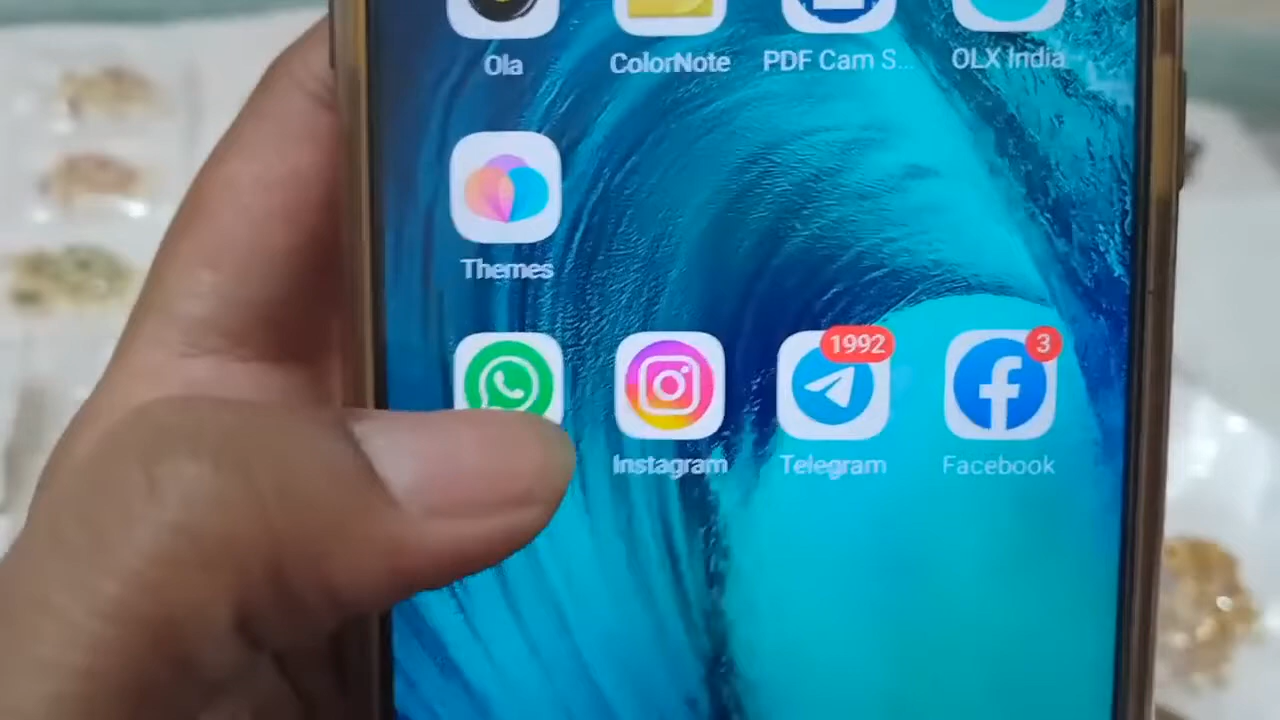 Ola
ColorNote
PDF Cam S...
OLX India
Themes
1992
3
Instagram
Telegram
Facebook